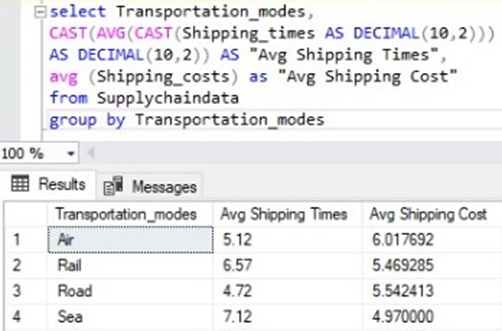 select Transportation_modes,
CAST(AVG(CAST(Shipping_times AS DECIMAL(10,2)))
AS DECIMAL(10,2)) AS "Avg Shipping Times",
avg (Shipping_costs) as "Avg Shipping Cost"
from Supplychaindata
group by Transportation_modes
100 %
Results Messages
Transportation_modes Avg Shipping Times Avg Shipping Cost
1 Air 5.12 6.017692
2 Rail 6.57 5.469285
3 Road 4.72 5.542413
4 Sea 7.12 4.970000